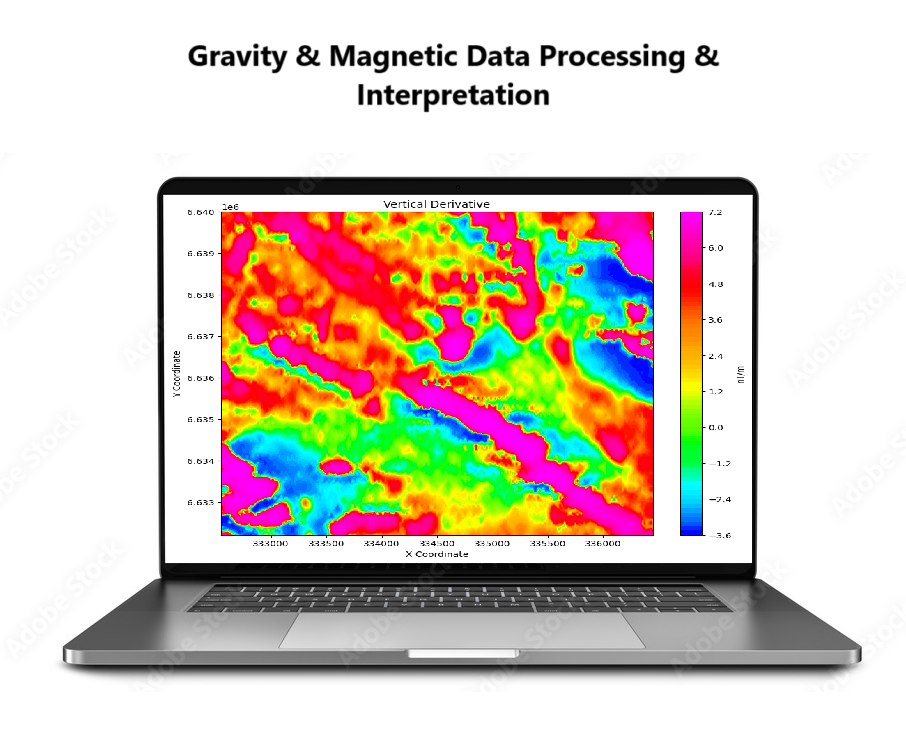 Gravity & Magnetic Data Processing &
Interpretation
Vertical Derivative
1e6
6.640
6.639
6.638
6.637
6.636
6.635
6.634
6.633
Y Coordinate
333000 333500 334000 334500 335000 335500 336000
X Coordinate
7.2
6.0
4.8
3.6
2.4
1.2
0.0
−1.2
−2.4
−3.6
Adobe Stock